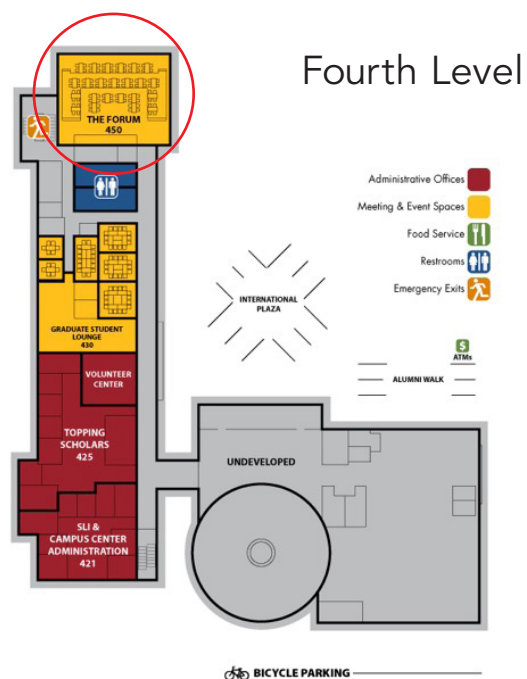 Fourth Level
THE FORUM
450
Administrative Offices
Meeting & Event Spaces
Food Service
Restrooms
Emergency Exits
INTERNATIONAL
PLAZA
GRADUATE STUDENT
LOUNGE
430
$
ATMs
ALUMNI WALK
VOLUNTEER
CENTER
TOPPING
SCHOLARS
425
UNDEVELOPED
SLI &
CAMPUS CENTER
ADMINISTRATION
421
BICYCLE PARKING